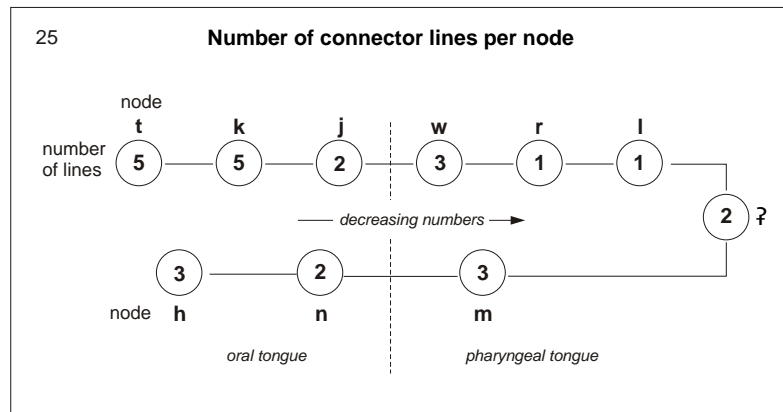 25
Number of connector lines per node
node
t k j w r l
number
of lines
5 5 2 3 1 1
2 ʡ
decreasing numbers
3 2 3
node h n m
oral tongue pharyngeal tongue